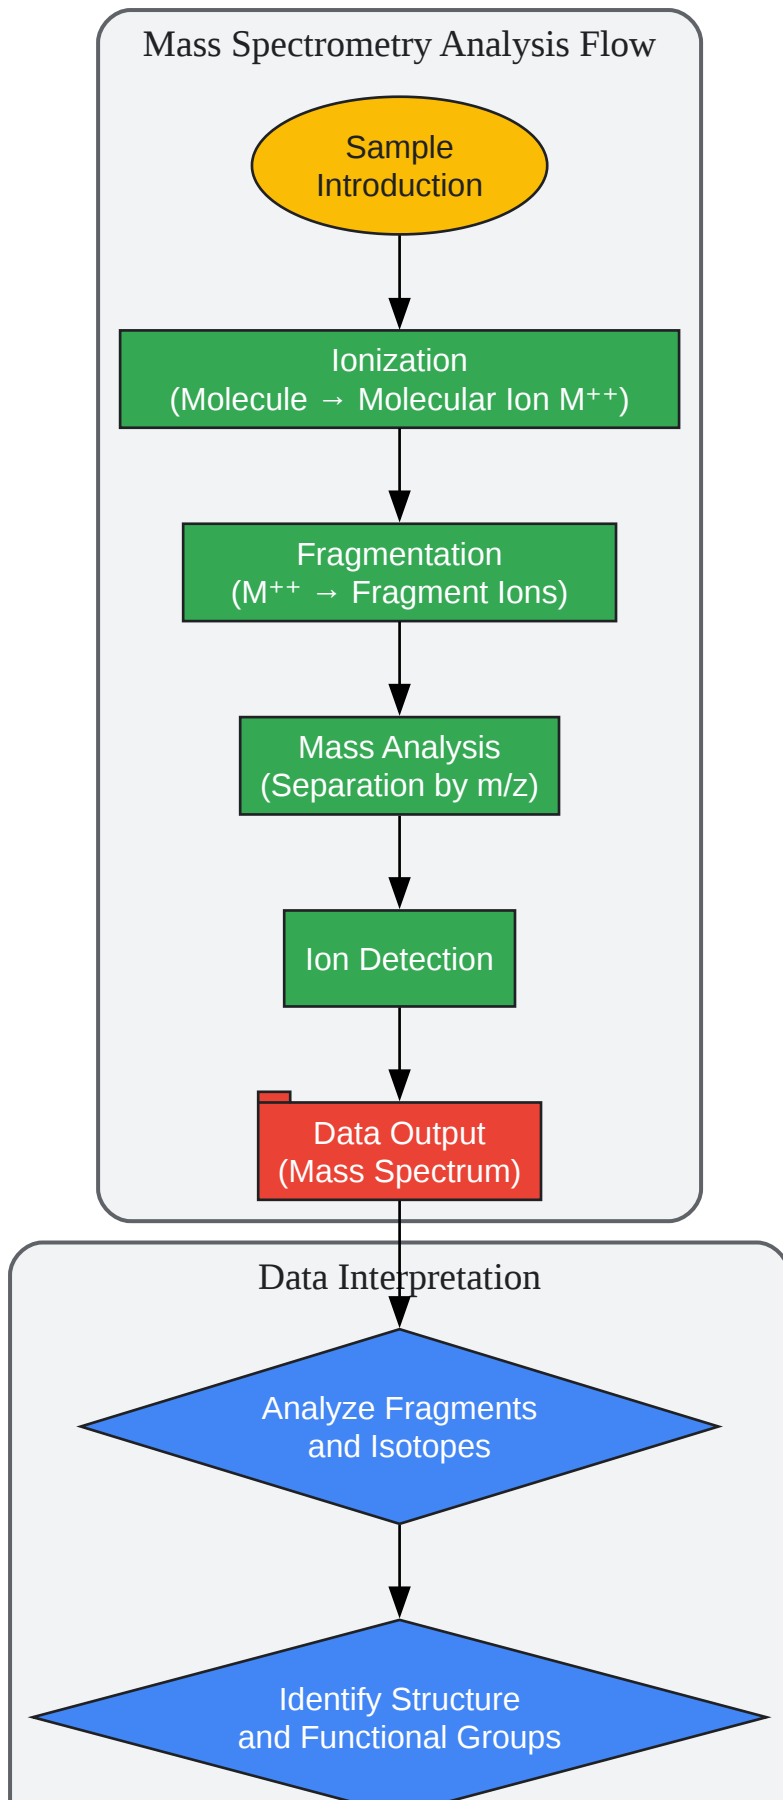 Mass Spectrometry Analysis Flow
Sample
Introduction
Ionization
(Molecule → Molecular Ion M⁺⁺)
Fragmentation
(M⁺⁺ → Fragment Ions)
Mass Analysis
(Separation by m/z)
Ion Detection
Data Output
(Mass Spectrum)
Data Interpretation
Analyze Fragments
and Isotopes
Identify Structure
and Functional Groups